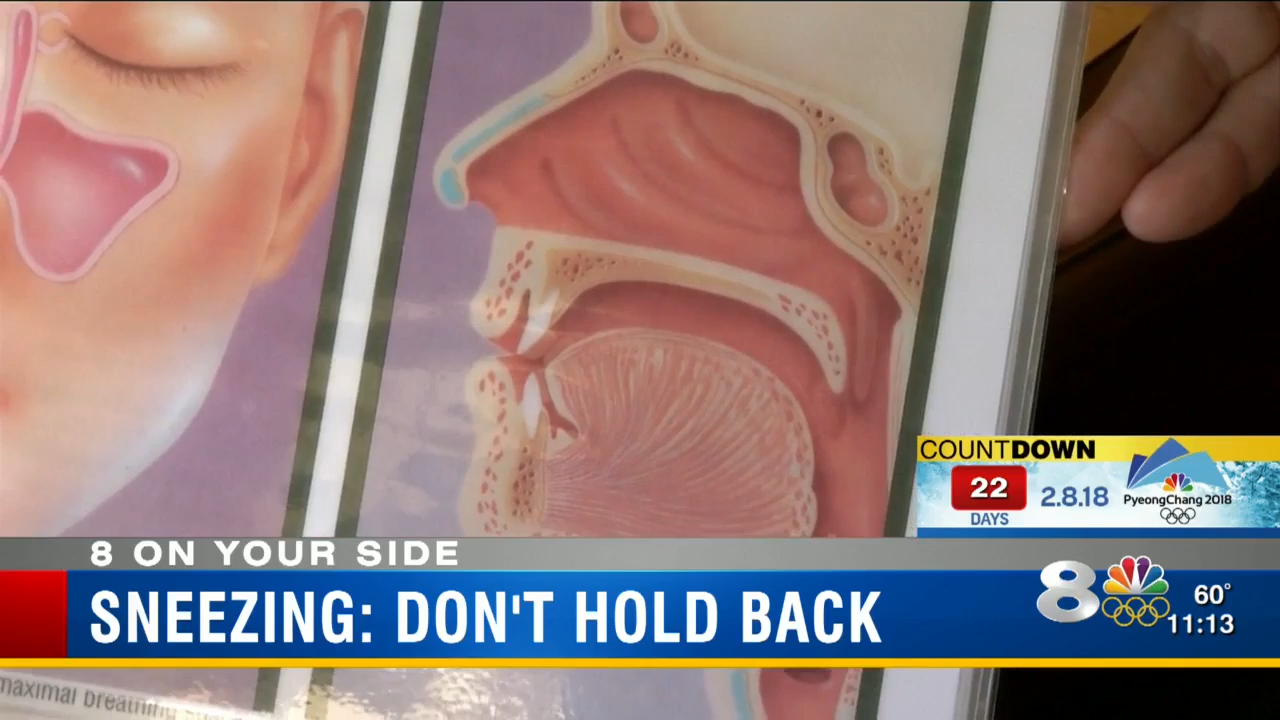 COUNTDOWN
22
DAYS
2.8.18
PyeongChang 2018
8 ON YOUR SIDE
SNEEZING: DON'T HOLD BACK
8
60°
11:13
maximal breathing